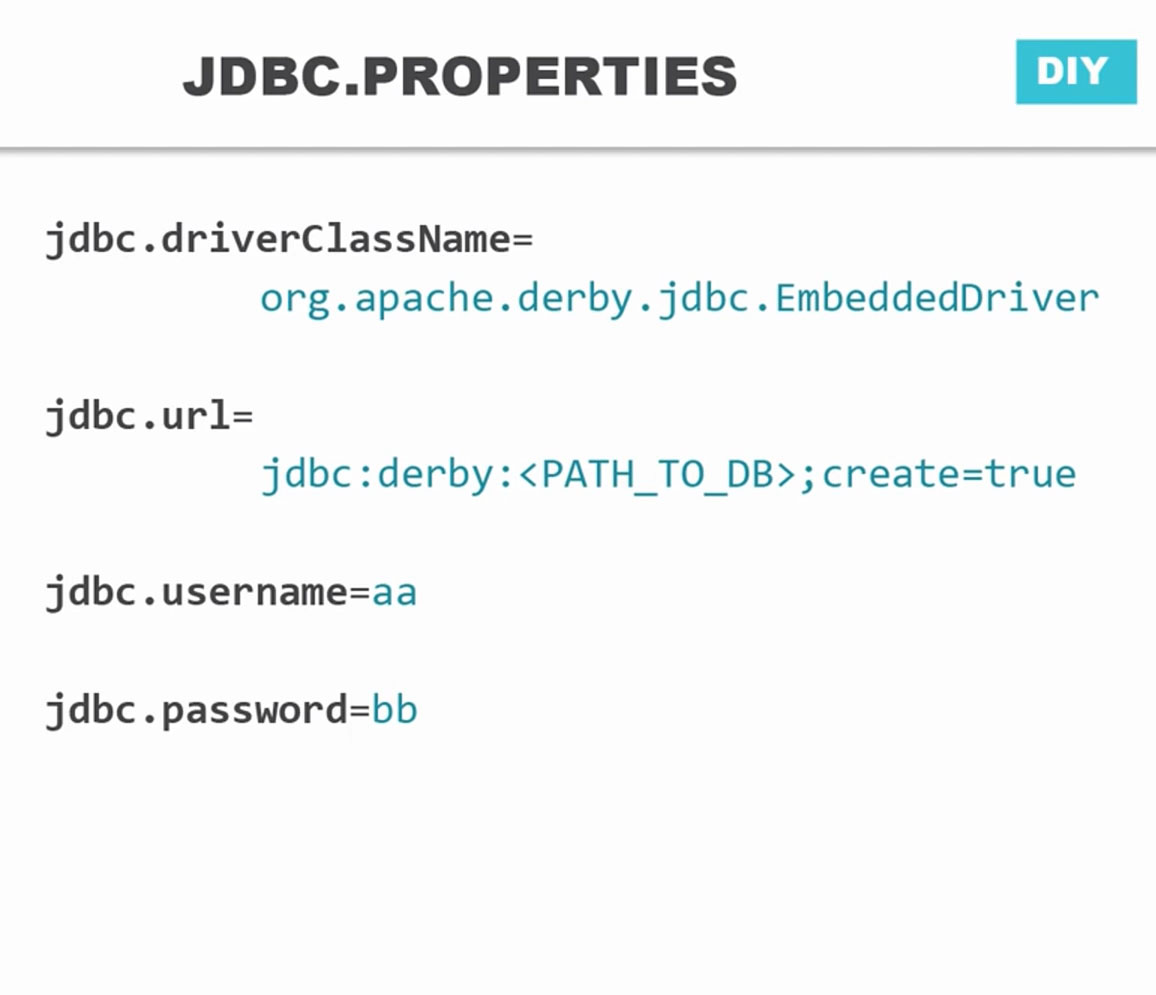 JDBC.PROPERTIES
DIY
jdbc.driverClassName=
org.apache.derby.jdbc.EmbeddedDriver
jdbc.url=
jdbc:derby:<PATH_TO_DB>;create=true
jdbc.username=aa
jdbc.password=bb